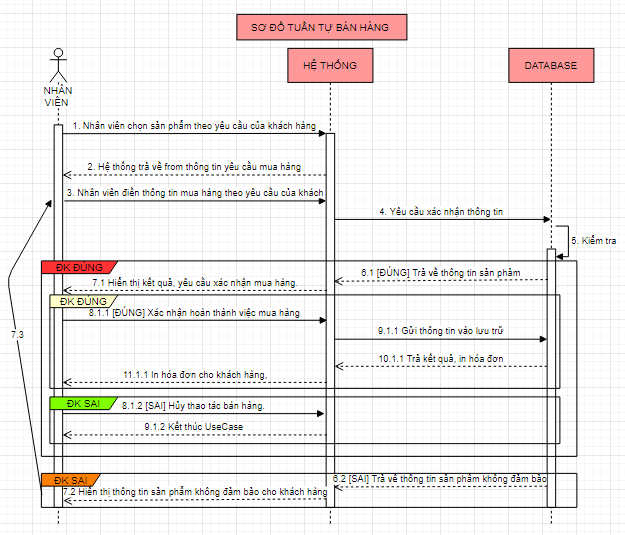 SƠ ĐỒ TUẦN TỰ BÁN HÀNG
HỆ THỐNG
DATABASE
NHÂN
VIÊN
1. Nhân viên chọn sản phẩm theo yêu cầu của khách hàng
2. Hệ thống trả về from thông tin yêu cầu mua hàng
3. Nhân viên điền thông tin mua hàng theo yêu cầu của khách
4. Yêu cầu xác nhận thông tin
5. Kiểm tra
ĐK ĐÚNG
6.1 [ĐÚNG] Trả về thông tin sản phẩm
7.1 Hiển thị kết quả, yêu cầu xác nhận mua hàng.
ĐK ĐÚNG
8.1.1 [ĐÚNG] Xác nhận hoàn thành việc mua hàng
7.3
9.1.1 Gửi thông tin vào lưu trữ
10.1.1 Trả kết quả, in hóa đơn
11.1.1 In hóa đơn cho khách hàng.
ĐK SAI
8.1.2 [SAI] Hủy thao tác bán hàng.
9.1.2 Kết thúc UseCase
ĐK SAI
6.2 [SAI] Trả về thông tin sản phẩm không đảm bảo
7.2 Hiển thị thông tin sản phẩm không đảm bảo cho khách hàng